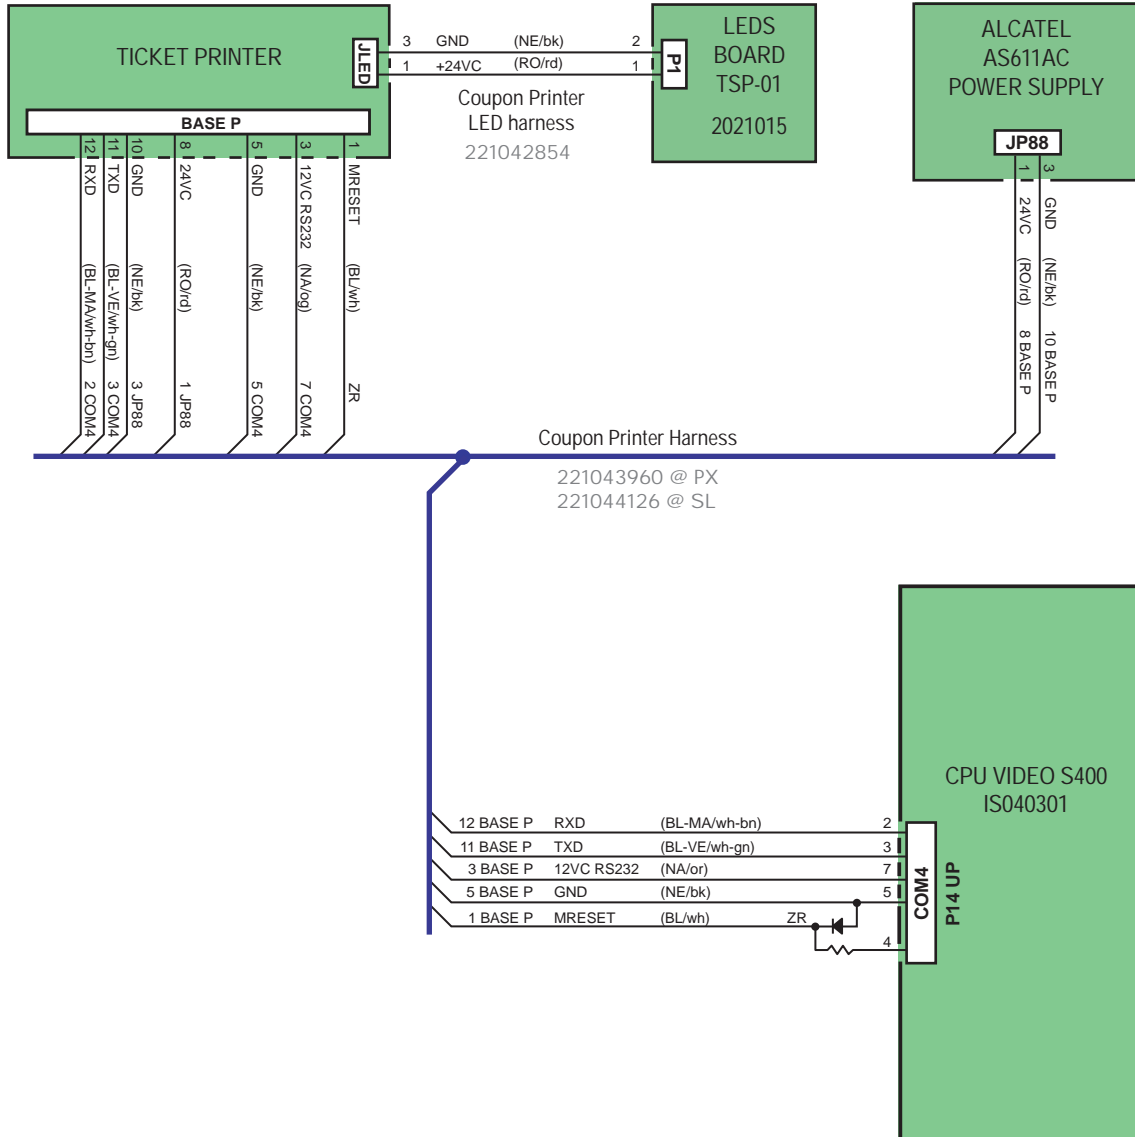 TICKET PRINTER
JLED
BASE P
3 GND (NE/bk) 2
1 +24VC (RO/rd) 1
Coupon Printer
LED harness
221042854
P1
LEDS
BOARD
TSP-01
2021015
ALCATEL
AS611AC
POWER SUPPLY
JP88
12 RXD (BL-MA/wh-bn) 2 COM4
11 TXD (BL-VE/wh-gn) 3 COM4
10 GND (NE/bk) 3 JP88
8 24VC (RO/rd) 1 JP88
5 GND (NE/bk) 5 COM4
3 12VC RS232 (NA/og) 7 COM4
1 MRESET (BL/wh) ZR
1 24VC (RO/rd) 8 BASE P
3 GND (NE/bk) 10 BASE P
Coupon Printer Harness
221043960 @ PX
221044126 @ SL
CPU VIDEO S400
IS040301
12 BASE P RXD (BL-MA/wh-bn) 2
11 BASE P TXD (BL-VE/wh-gn) 3
3 BASE P 12VC RS232 (NA/or) 7
5 BASE P GND (NE/bk) 5
1 BASE P MRESET (BL/wh) ZR
4
COM4
P14 UP